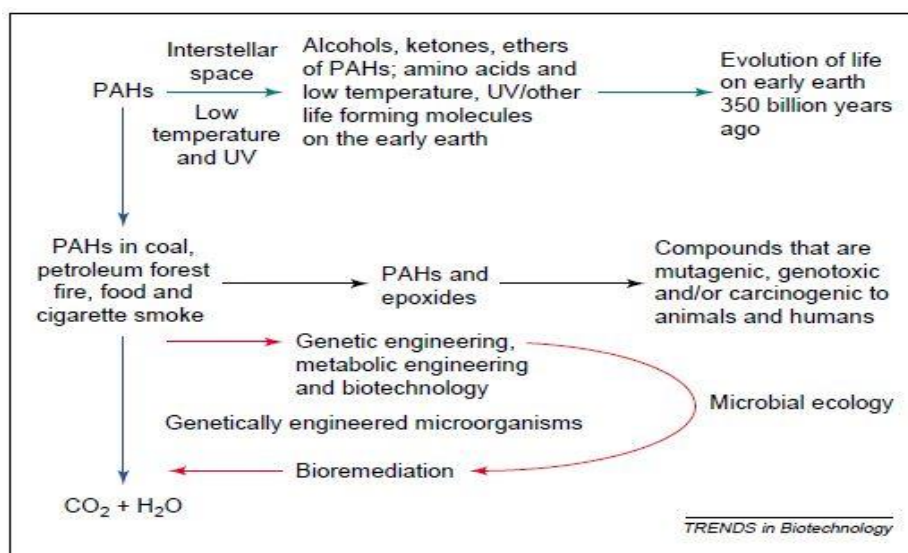 PAHs
Interstellar
space
Low
temperature
and UV
Alcohols, ketones, ethers
of PAHs; amino acids and
low temperature, UV/other
life forming molecules
on the early earth
Evolution of life
on early earth
350 billion years
ago
PAHs in coal,
petroleum forest
fire, food and
cigarette smoke
PAHs and
epoxides
Compounds that are
mutagenic, genotoxic
and/or carcinogenic to
animals and humans
Genetic engineering,
metabolic engineering
and biotechnology
Microbial ecology
Genetically engineered microorganisms
Bioremediation
CO₂ + H₂O
TRENDS in Biotechnology